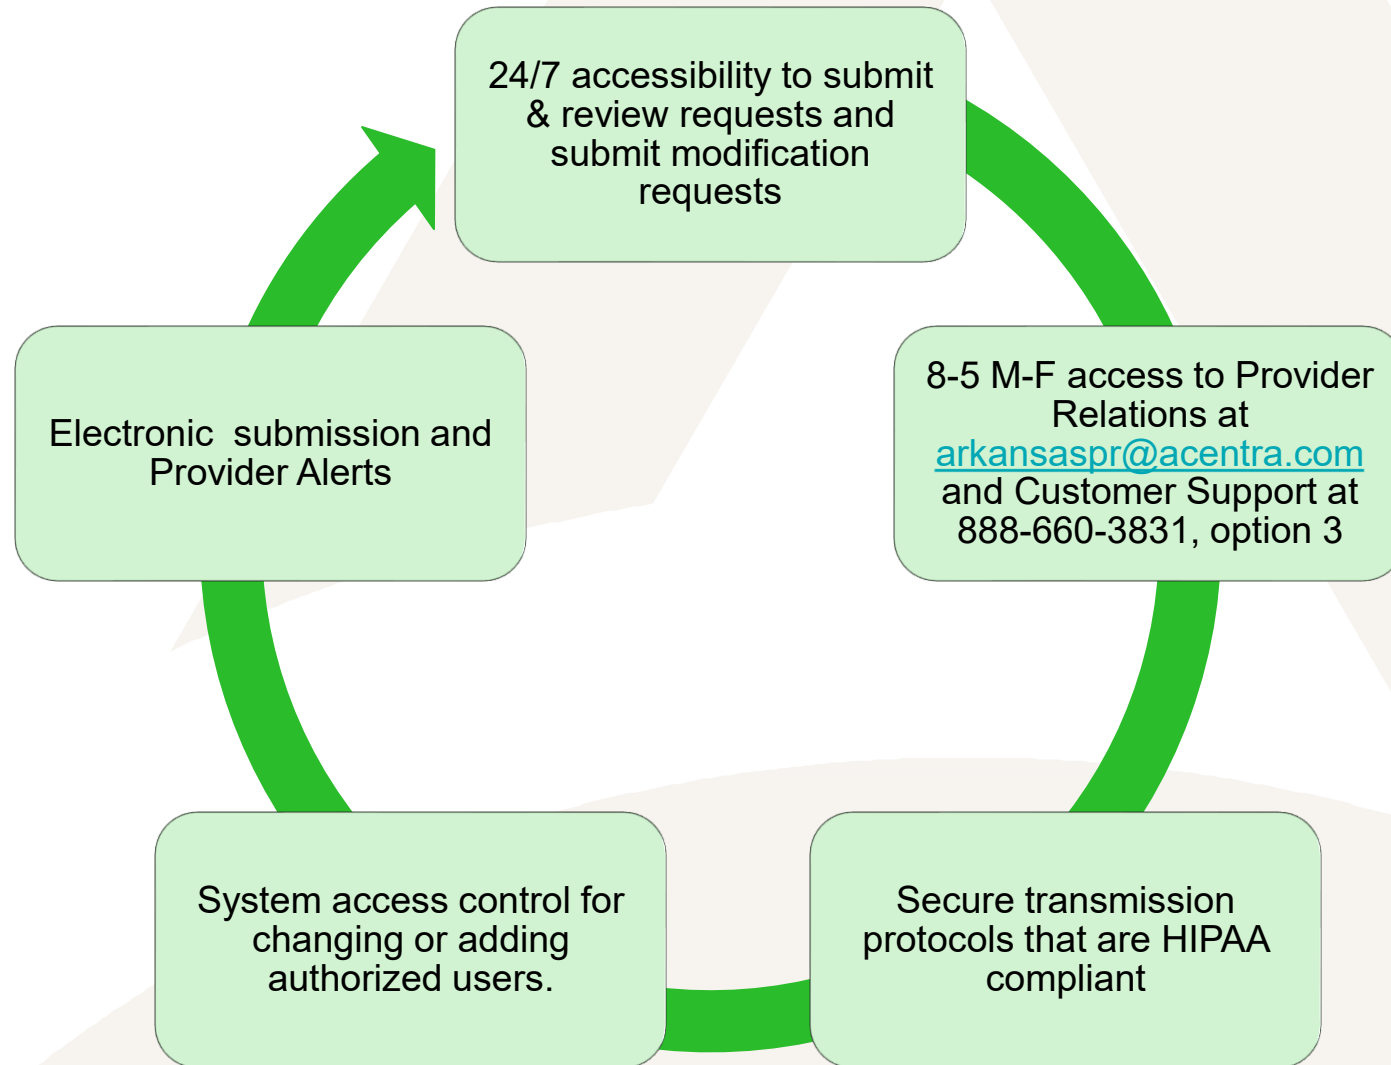 24/7 accessibility to submit
& review requests and
submit modification
requests
8-5 M-F access to Provider
Relations at
arkansaspr@acentra.com
and Customer Support at
888-660-3831, option 3
Secure transmission
protocols that are HIPAA
compliant
System access control for
changing or adding
authorized users.
Electronic  submission and
Provider Alerts